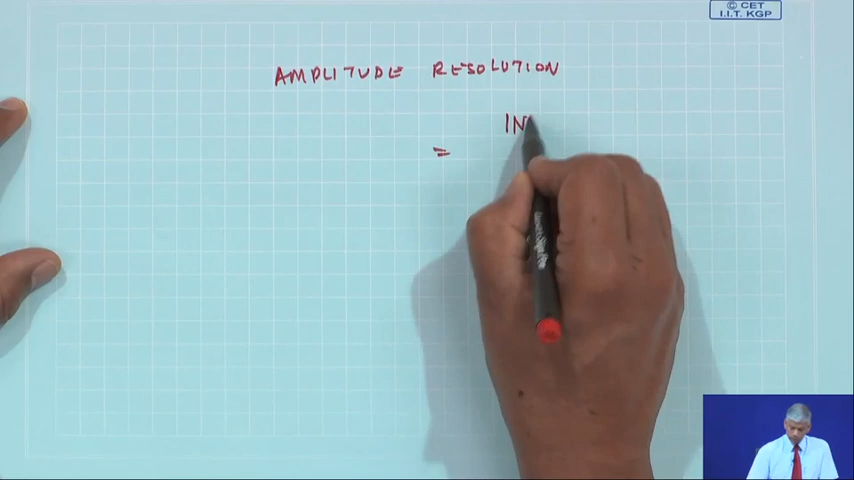 © CET
I.I.T. KGP
AMPLITUDE RESOLUTION
= IN